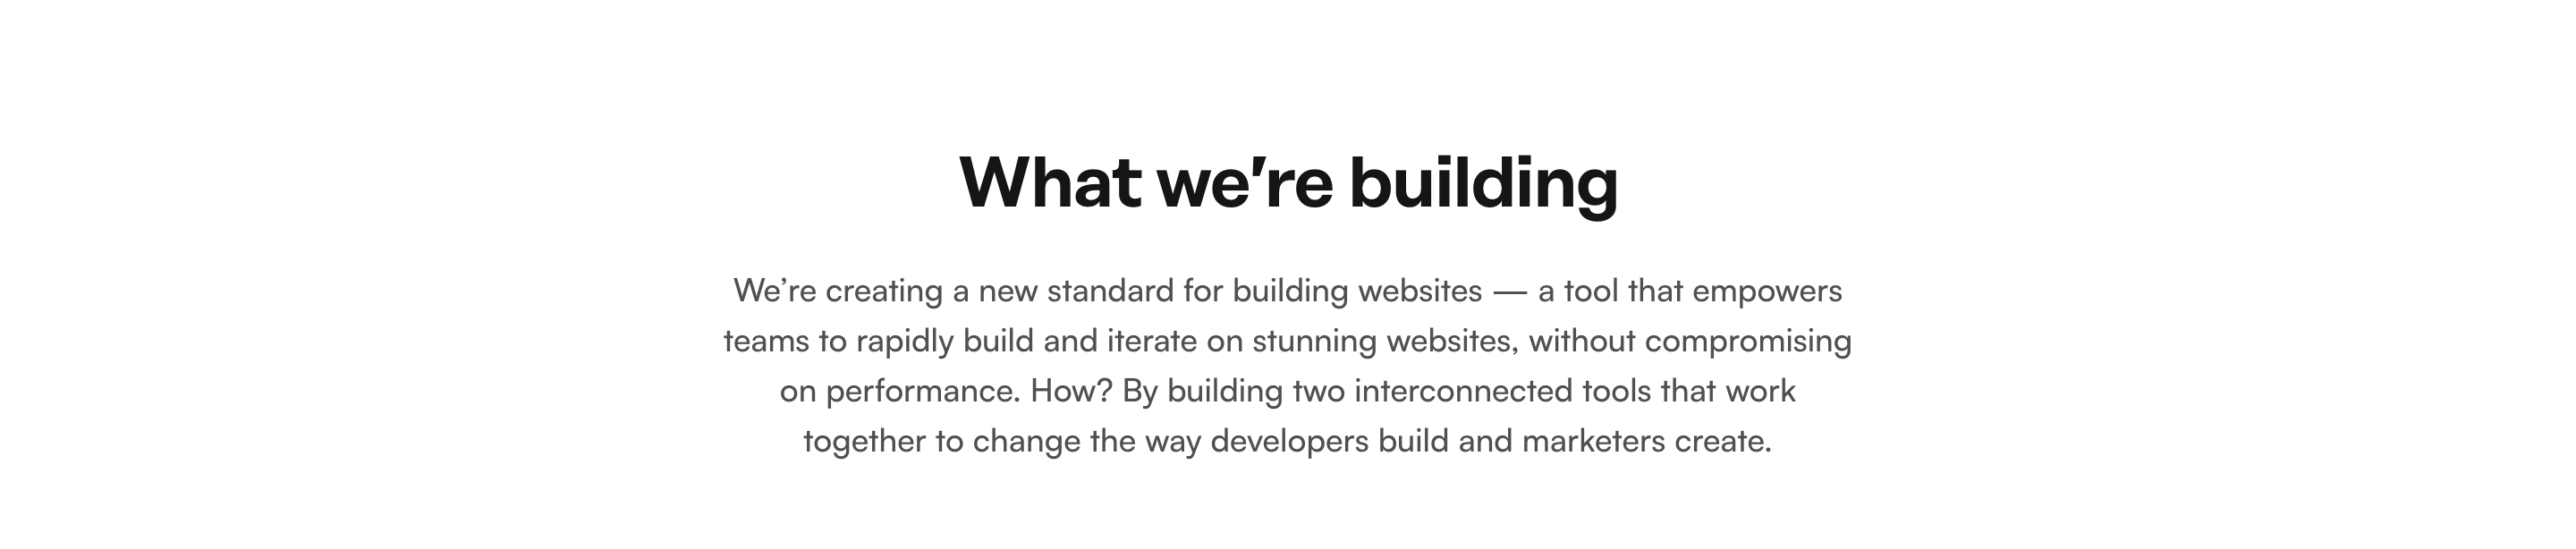 What we're building
We’re creating a new standard for building websites — a tool that empowers
teams to rapidly build and iterate on stunning websites, without compromising
on performance. How? By building two interconnected tools that work
together to change the way developers build and marketers create.